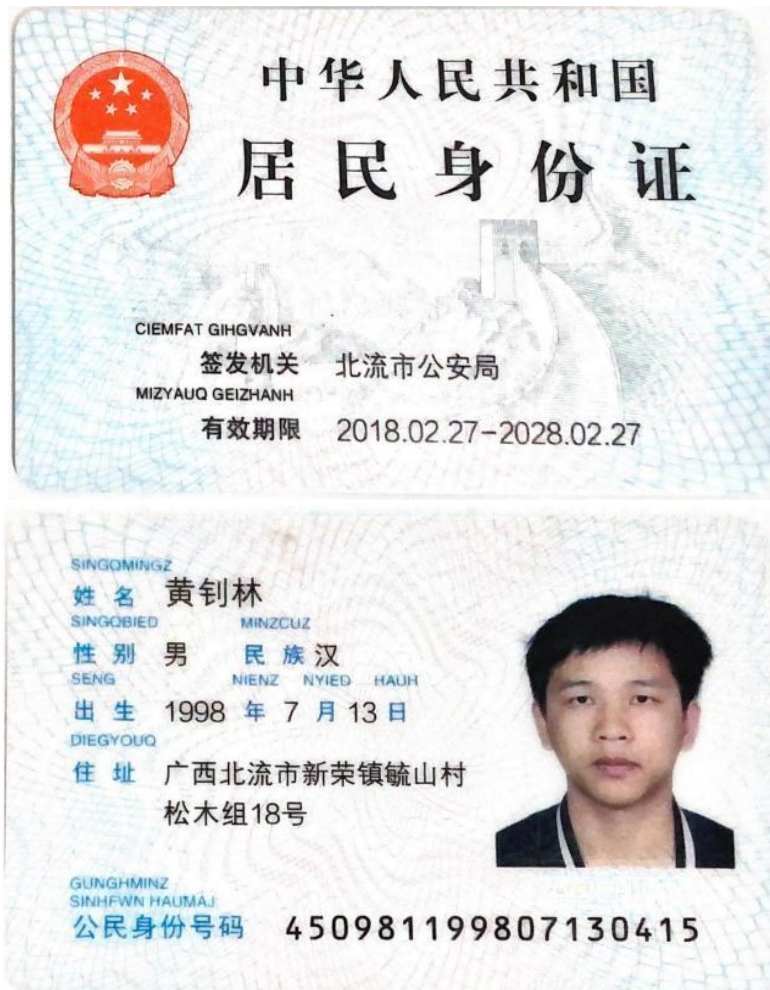 中华人民共和国
居民身份证
CIEMFAT GIHGVANH
签发机关 北流市公安局
MIZYAUQ GEIZHANH
有效期限 2018.02.27-2028.02.27
SINGQMINGZ
姓名 黄钊林
SINGQBIED MINZCUZ
性别 男 民族 汉
SENG NIENZ NYIED HAUH
出生 1998 年 7 月 13 日
DIEGYOUQ
住址 广西北流市新荣镇毓山村
松木组18号
GUNGHMINZ
SINHFWN HAUMAJ
公民身份号码 450981199807130415